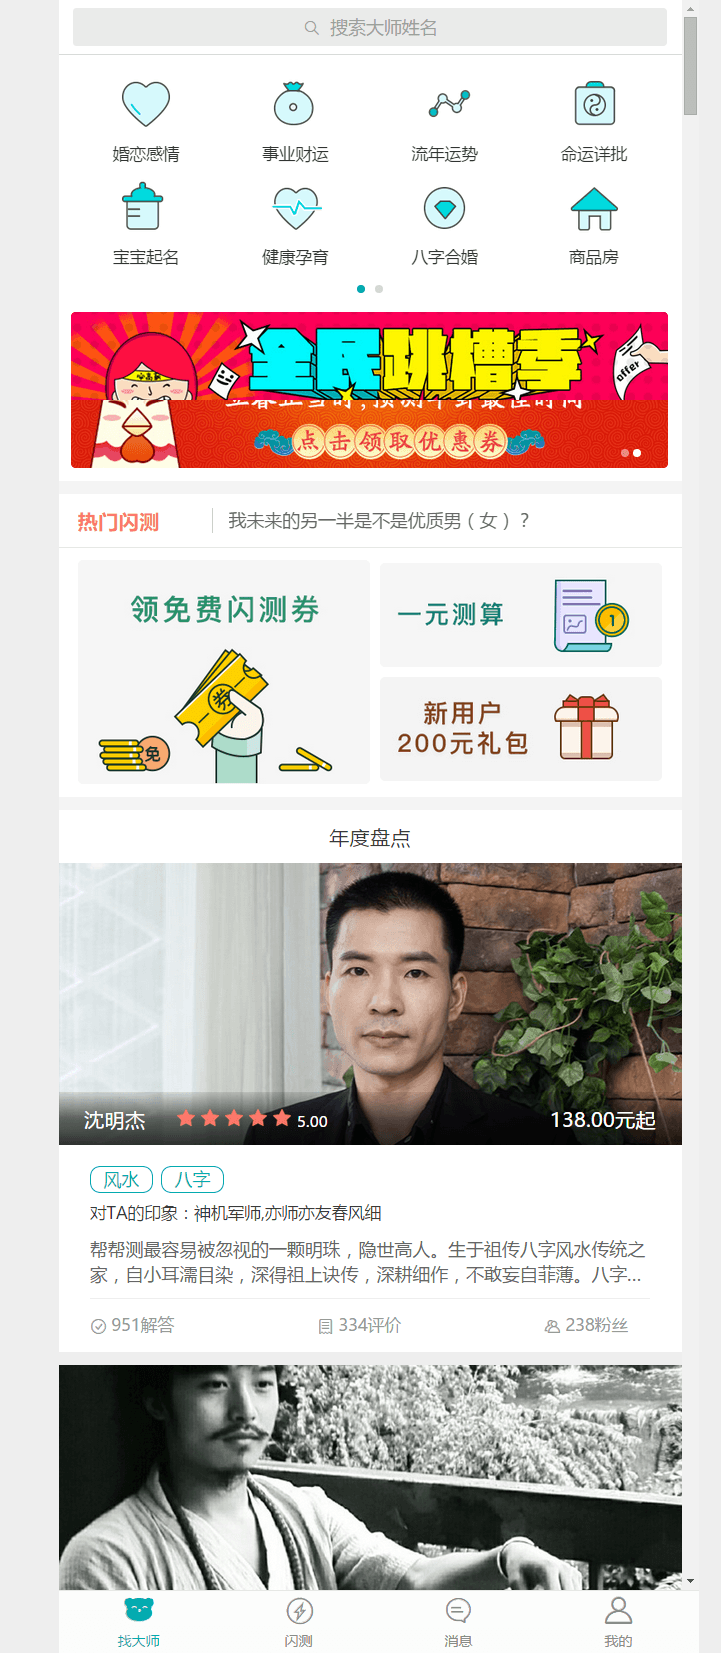 搜索大师姓名
婚恋感情 事业财运 流年运势 命运详批
宝宝起名 健康孕育 八字合婚 商品房
全民跳槽季
offer
点击领取优惠券
热门闪测 我未来的另一半是不是优质男（女）？
领免费闪测券
券
免
一元测算
1
新用户
200元礼包
年度盘点
沈明杰 5.00 138.00元起
风水 八字
对TA的印象：神机军师,亦师亦友春风细
帮帮测最容易被忽视的一颗明珠，隐世高人。生于祖传八字风水传统之
家，自小耳濡目染，深得祖上诀传，深耕细作，不敢妄自菲薄。八字...
951解答 334评价 238粉丝
找大师 闪测 消息 我的